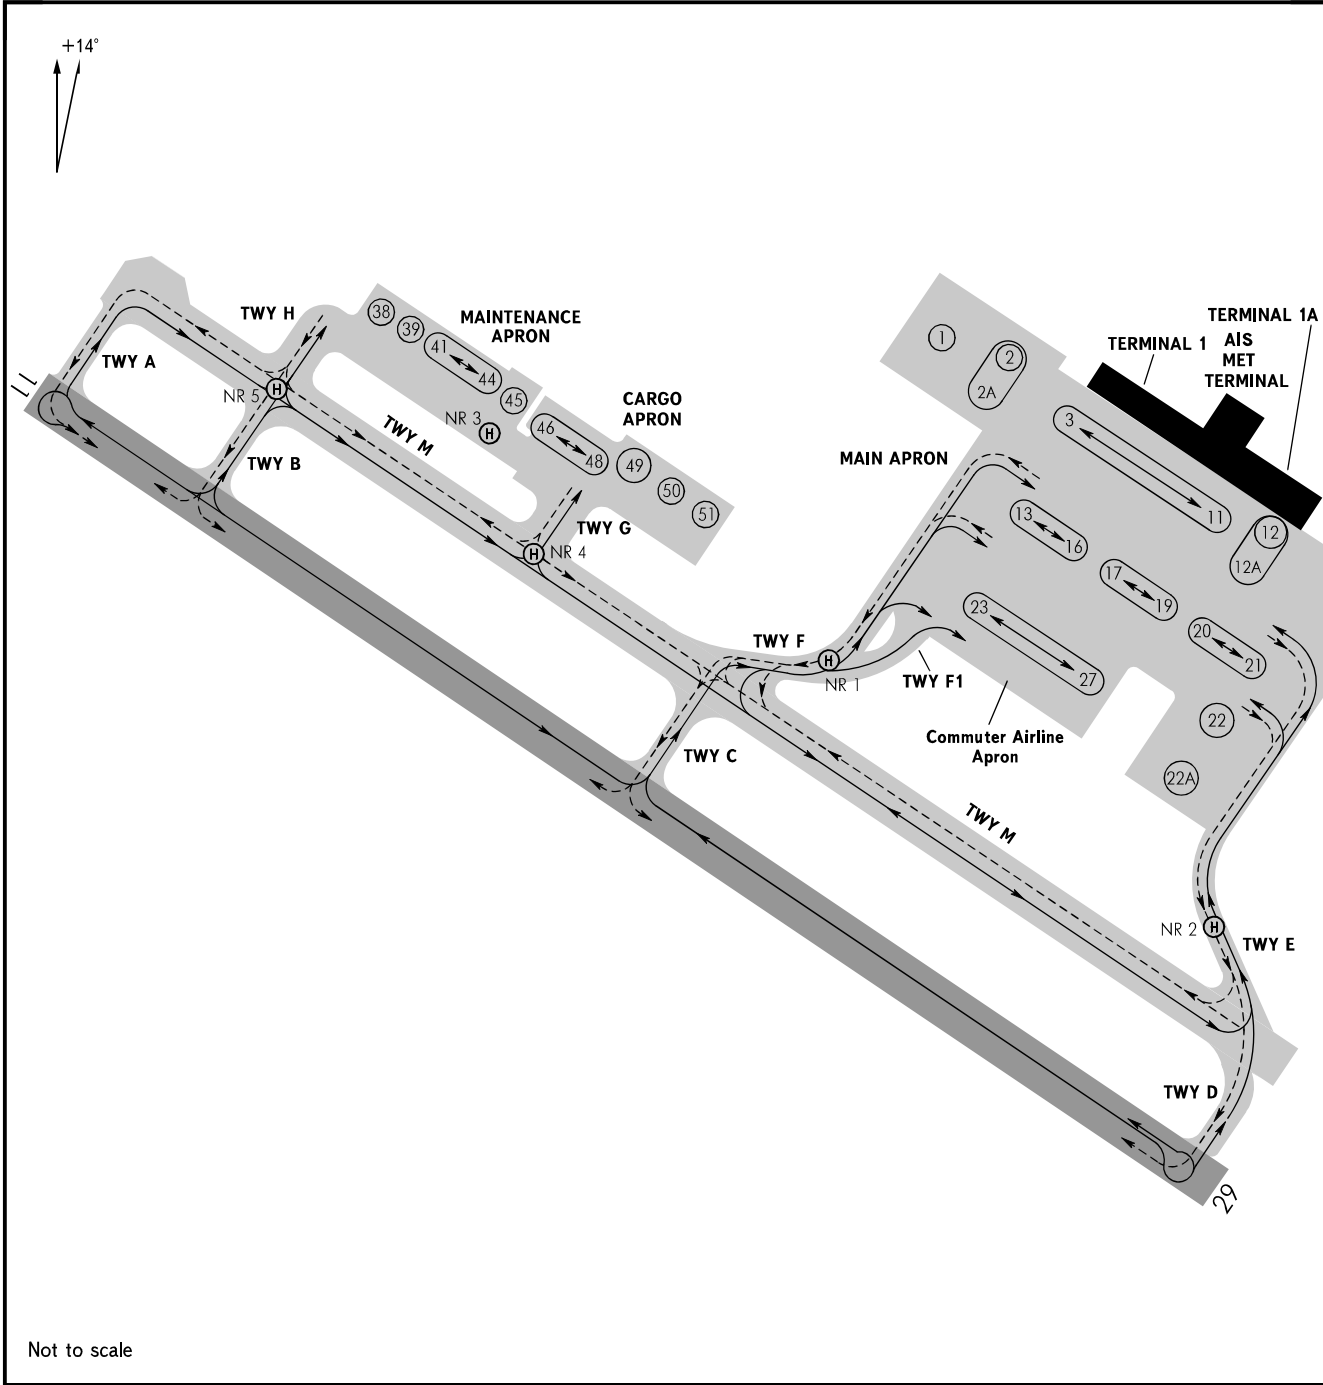 +14°
TERMINAL 1A
TERMINAL 1
AIS
MET
TERMINAL
TWY H
MAINTENANCE
APRON
38
39
41
44
45
1
2
2A
TWY A
11
NR 5
NR 3
H
H
CARGO
APRON
46
48
49
50
51
3
11
12
12A
TWY M
TWY B
MAIN APRON
13
16
17
19
20
21
TWY G
H
NR 4
23
27
TWY F
H
NR 1
TWY F1
22
22A
Commuter Airline
Apron
TWY C
TWY M
NR 2
H
TWY E
TWY D
29
Not to scale